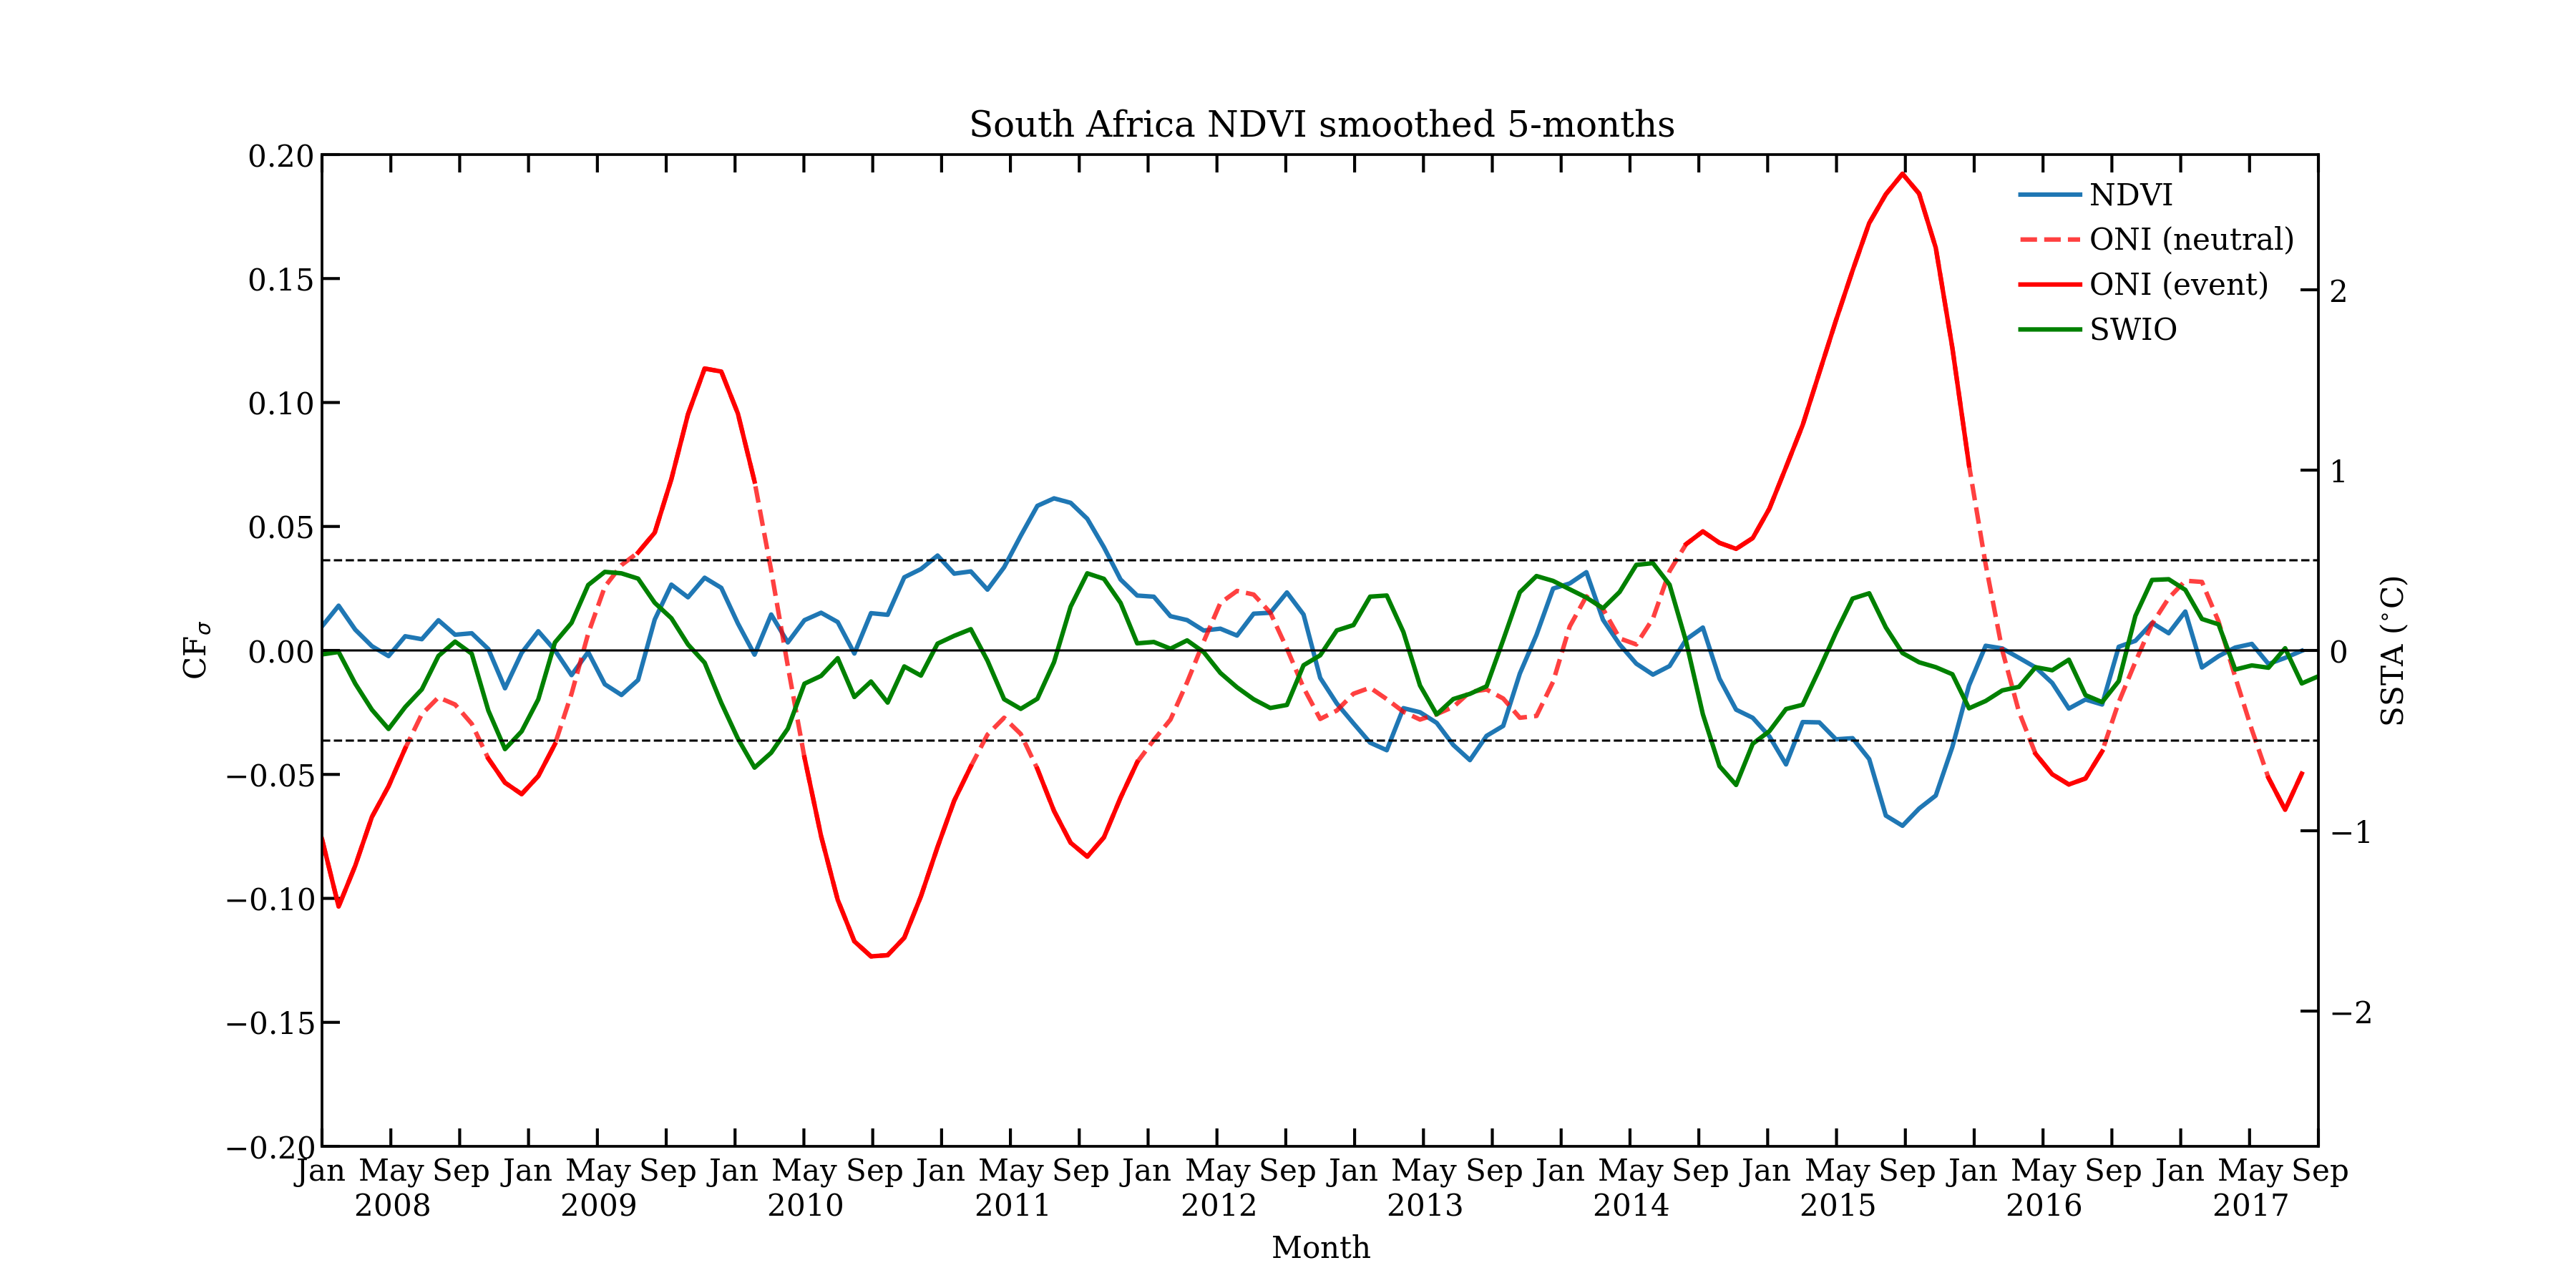 South Africa NDVI smoothed 5-months
0.20
0.15
0.10
0.05
0.00
−0.05
−0.10
−0.15
−0.20
CFσ
NDVI
ONI (neutral)
ONI (event)
SWIO
2
1
0
−1
−2
SSTA (°C)
Jan May Sep Jan May Sep Jan May Sep Jan May Sep Jan May Sep Jan May Sep Jan May Sep Jan May Sep Jan May Sep Jan May Sep
2008 2009 2010 2011 2012 2013 2014 2015 2016 2017
Month